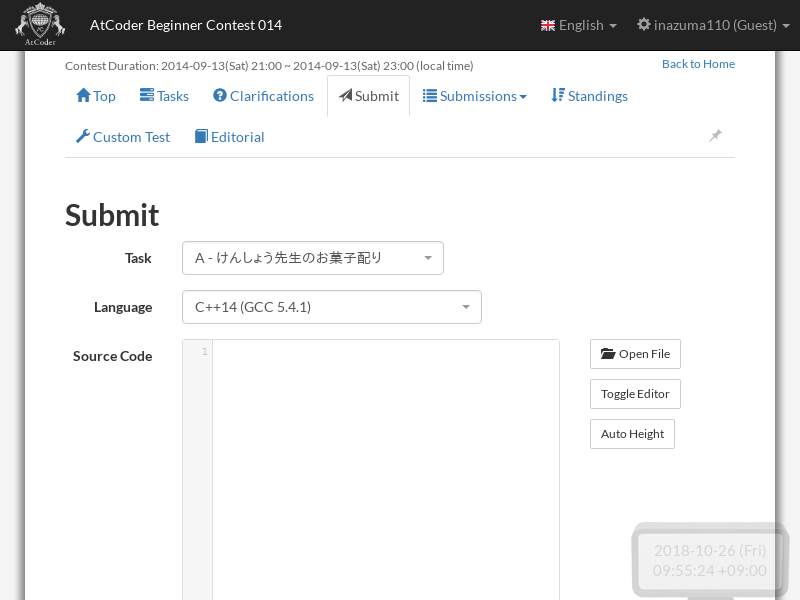 AtCoder
AtCoder Beginner Contest 014
English
inazuma110 (Guest)
Contest Duration: 2014-09-13(Sat) 21:00 ~ 2014-09-13(Sat) 23:00 (local time)
Back to Home
Top
Tasks
Clarifications
Submit
Submissions
Standings
Custom Test
Editorial
Submit
Task
A - けんしょう先生のお菓子配り
Language
C++14 (GCC 5.4.1)
Source Code
1
Open File
Toggle Editor
Auto Height
2018-10-26 (Fri)
09:55:24 +09:00